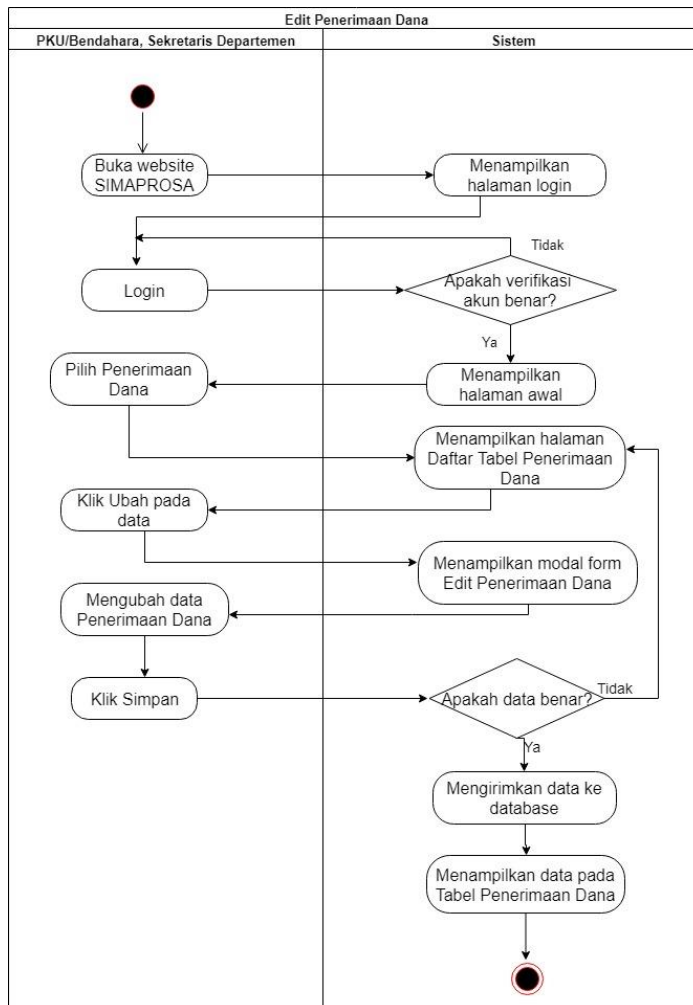 Edit Penerimaan Dana
PKU/Bendahara, Sekretaris Departemen
Sistem
Buka website
SIMAPROSA
Menampilkan
halaman login
Tidak
Login
Apakah verifikasi
akun benar?
Ya
Pilih Penerimaan
Dana
Menampilkan
halaman awal
Menampilkan halaman
Daftar Tabel Penerimaan
Dana
Klik Ubah pada
data
Menampilkan modal form
Edit Penerimaan Dana
Mengubah data
Penerimaan Dana
Klik Simpan
Apakah data benar?
Tidak
Ya
Mengirimkan data ke
database
Menampilkan data pada
Tabel Penerimaan Dana